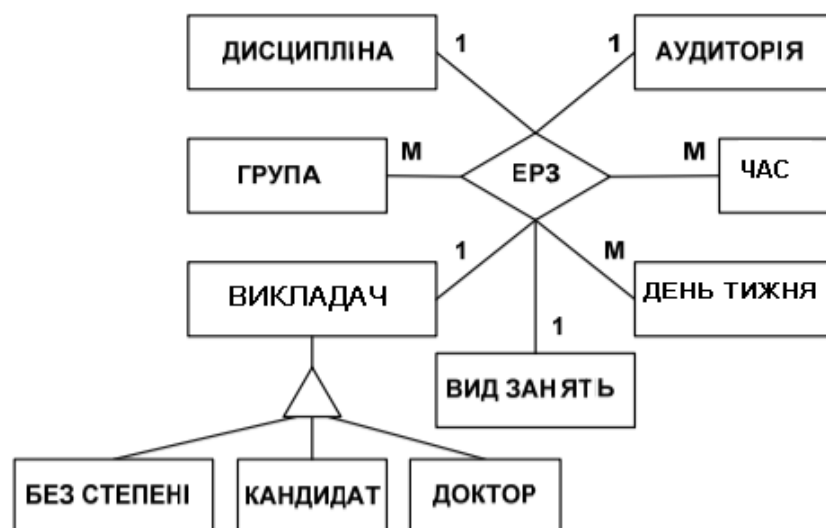 ДИСЦИПЛІНА
1
1
АУДИТОРІЯ
ГРУПА
М
ЕРЗ
М
ЧАС
ВИКЛАДАЧ
1
М
ДЕНЬ ТИЖНЯ
1
ВИД ЗАНЯТЬ
БЕЗ СТЕПЕНІ
КАНДИДАТ
ДОКТОР